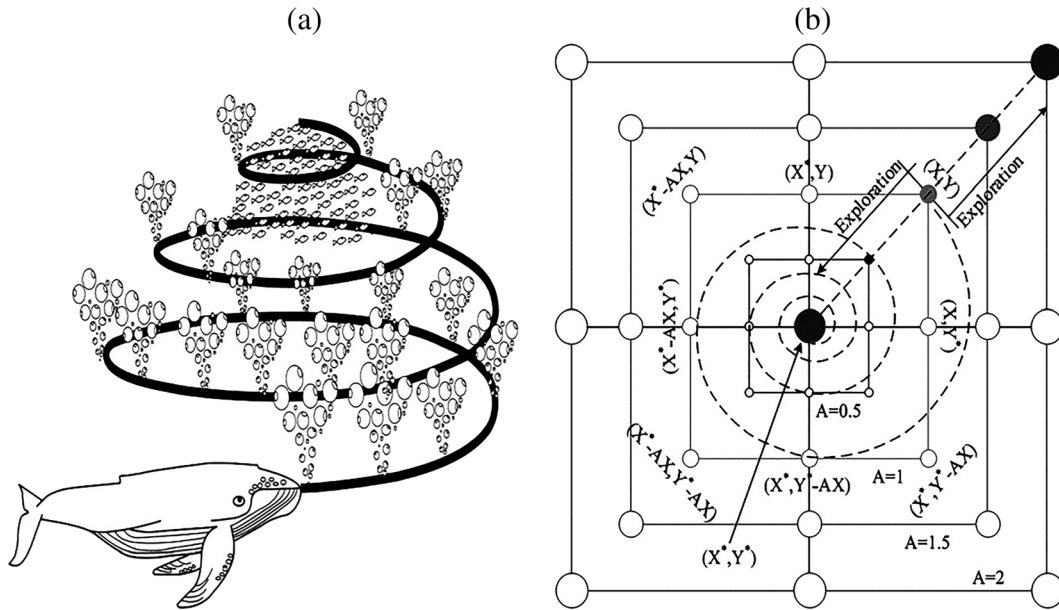 (a)
(b)
(X*-AX,Y)
(X*,Y)
(X,Y)
Exploration
Exploration
(X*-AX,Y*)
(X,Y*)
A=0.5
(X*-AX,Y*-AX)
(X*,Y*-AX)
A=1
(X*,Y*-AX)
(X*,Y*)
A=1.5
A=2